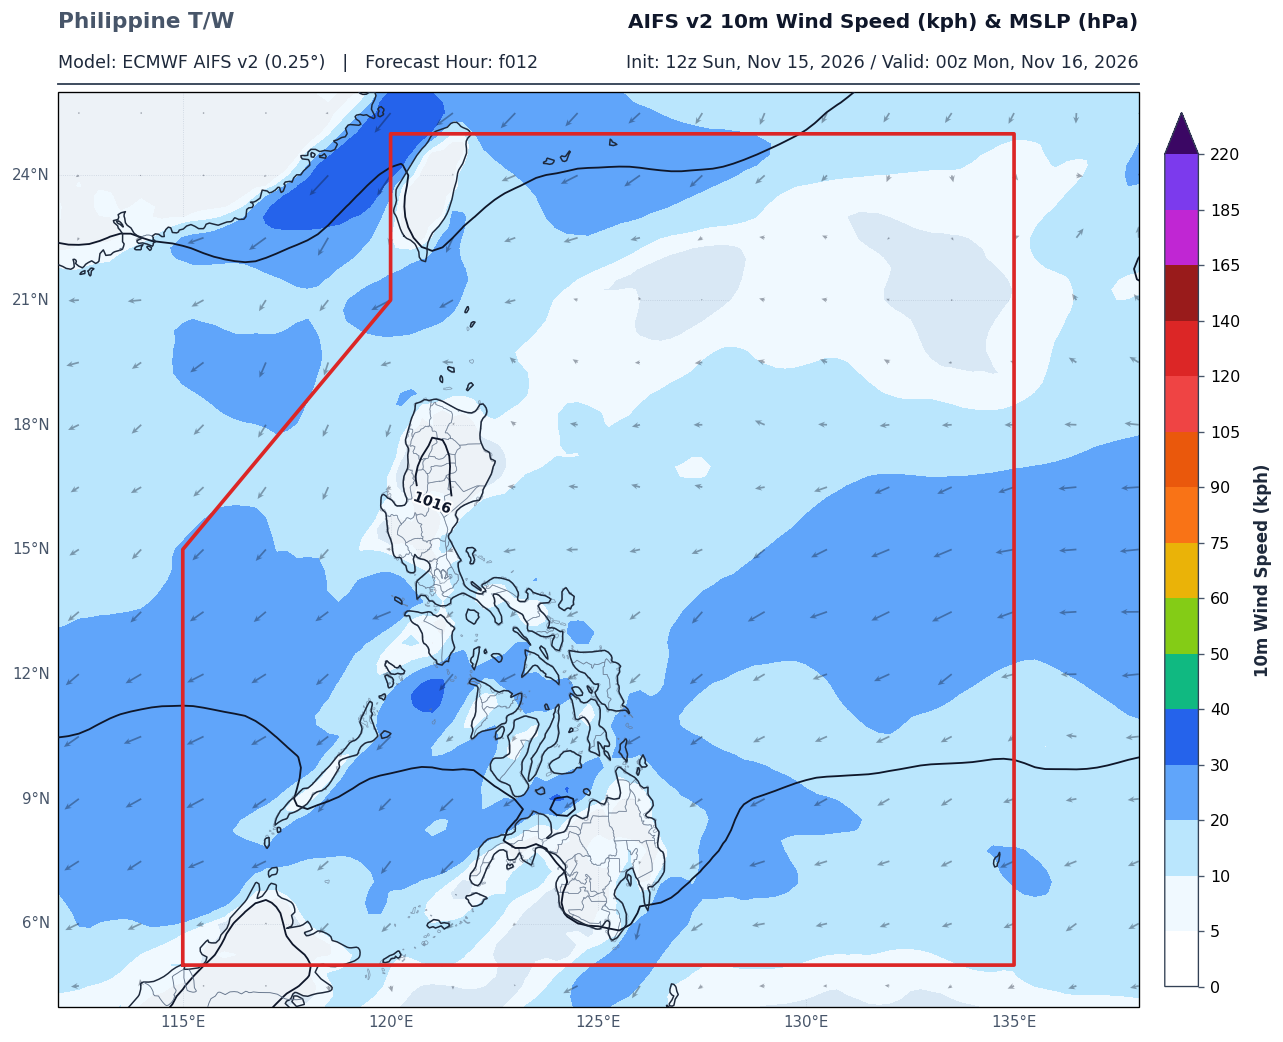 Philippine T/W
AIFS v2 10m Wind Speed (kph) & MSLP (hPa)
Model: ECMWF AIFS v2 (0.25°) | Forecast Hour: f012
Init: 12z Sun, Nov 15, 2026 / Valid: 00z Mon, Nov 16, 2026
24°N
21°N
18°N
15°N
12°N
9°N
6°N
1016
115°E
120°E
125°E
130°E
135°E
220
185
165
140
120
105
90
75
60
50
40
30
20
10
5
0
10m Wind Speed (kph)